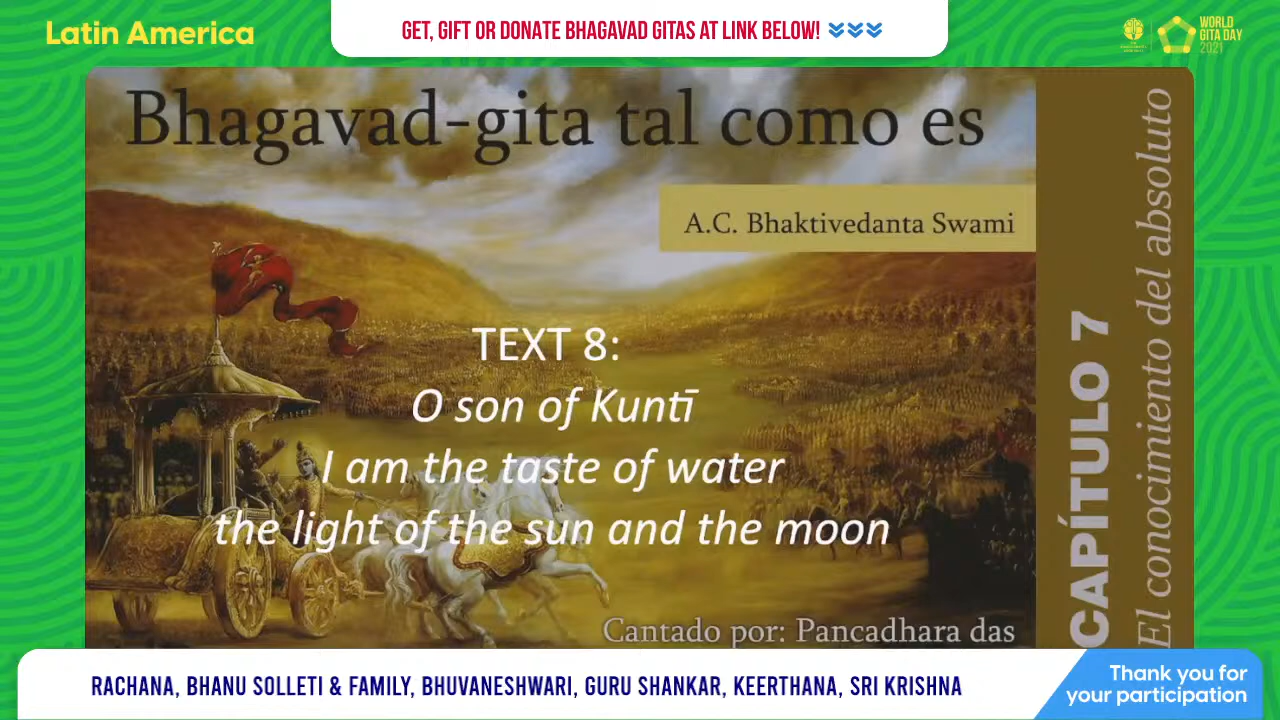 Latin America
GET, GIFT OR DONATE BHAGAVAD GITAS AT LINK BELOW!
WORLD
GITA DAY
2021
Bhagavad-gita tal como es
A.C. Bhaktivedanta Swami
TEXT 8:
O son of Kuntī
I am the taste of water
the light of the sun and the moon
Cantado por: Pancadhara das
CAPÍTULO 7
El conocimiento del absoluto
RACHANA, BHANU SOLLETI & FAMILY, BHUVANESHWARI, GURU SHANKAR, KEERTHANA, SRI KRISHNA
Thank you for
your participation